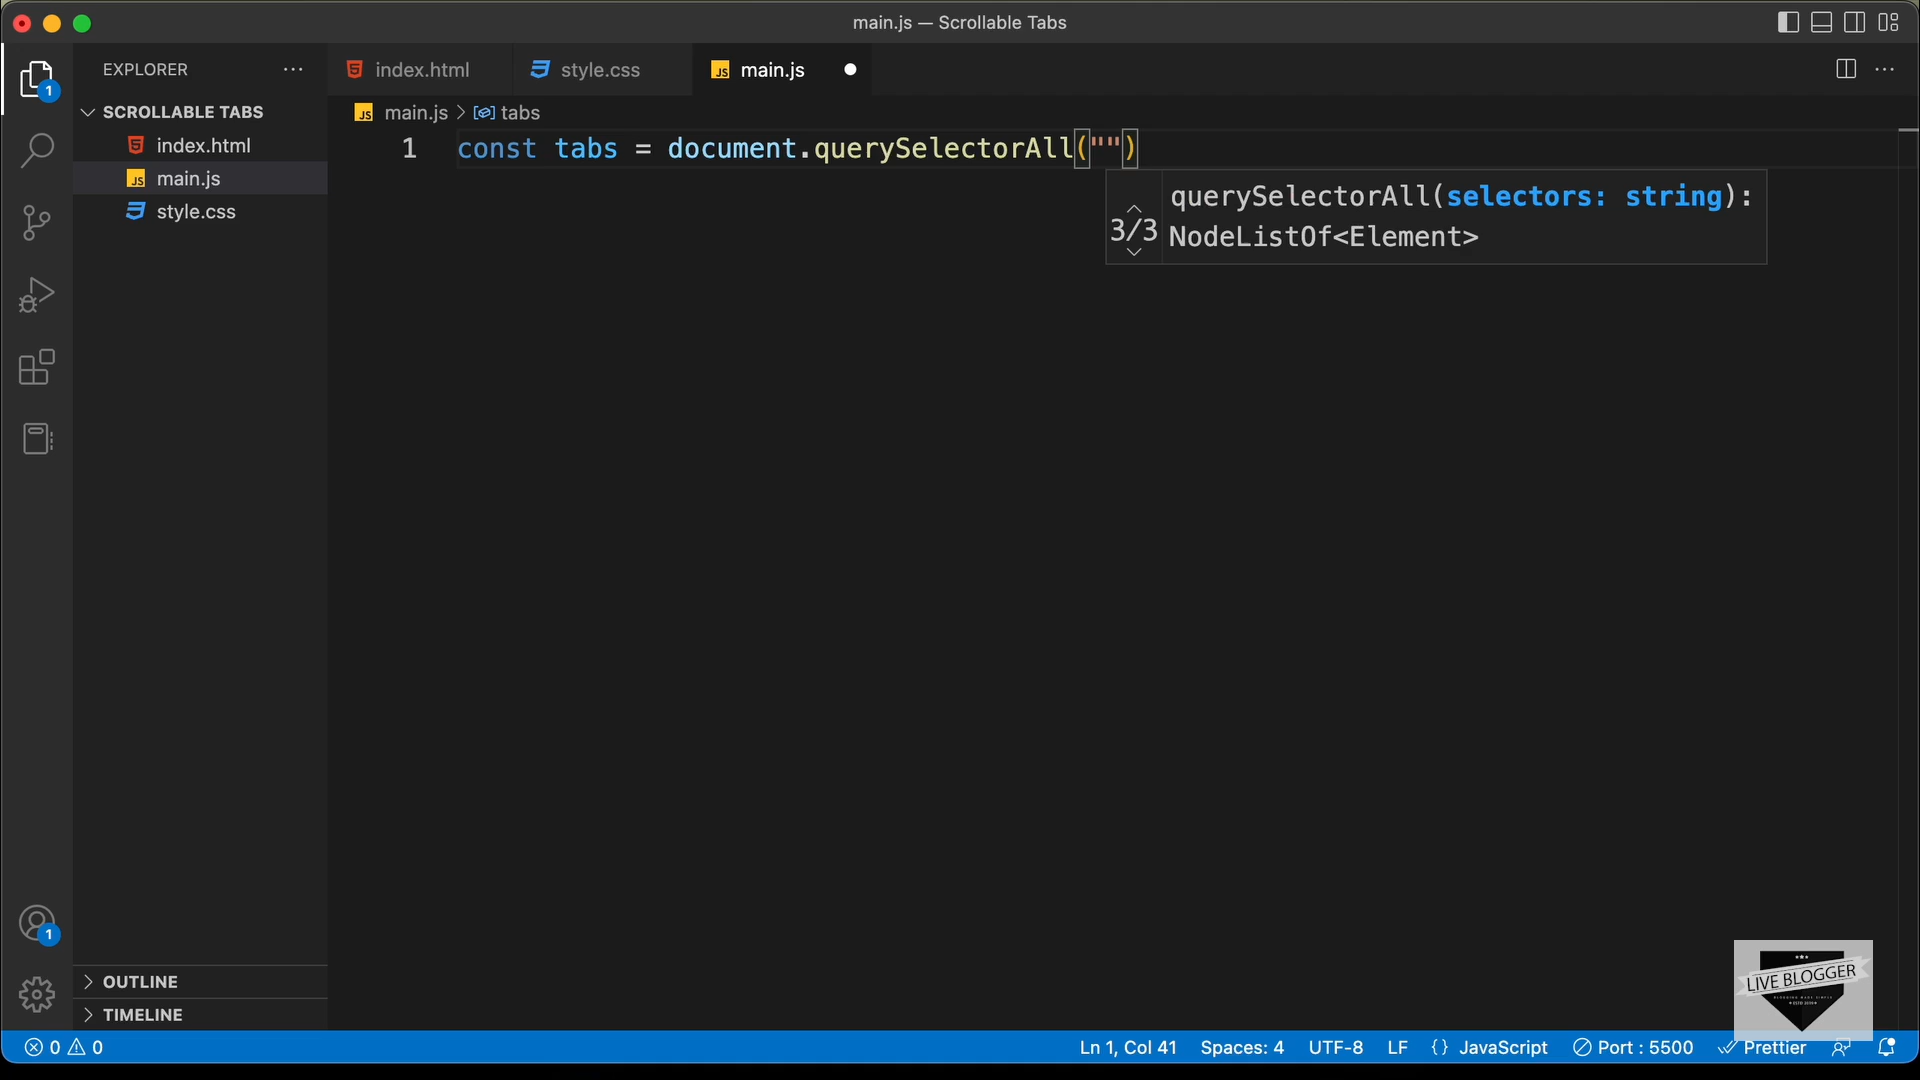 main.js — Scrollable Tabs
EXPLORER
index.html
style.css
main.js
1
SCROLLABLE TABS
index.html
main.js
style.css
main.js > tabs
1 const tabs = document.querySelectorAll("")
3/3
querySelectorAll(selectors: string):
NodeListOf<Element>
1
OUTLINE
TIMELINE
LIVE BLOGGER
0 0
Ln 1, Col 41 Spaces: 4 UTF-8 LF {} JavaScript Port : 5500 Prettier